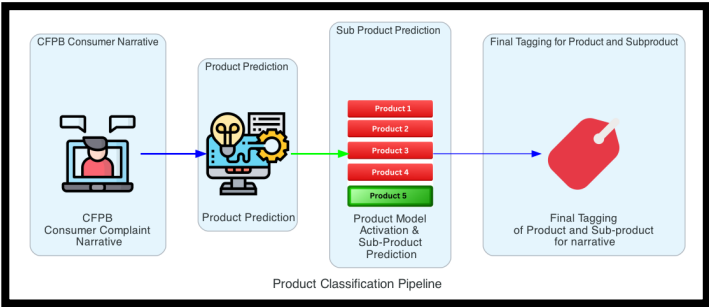 CFPB Consumer Narrative
CFPB
Consumer Complaint
Narrative
Product Prediction
Product Prediction
Sub Product Prediction
Product 1
Product 2
Product 3
Product 4
Product 5
Product Model
Activation &
Sub-Product
Prediction
Final Tagging for Product and Subproduct
Final Tagging
of Product and Sub-product
for narrative
Product Classification Pipeline